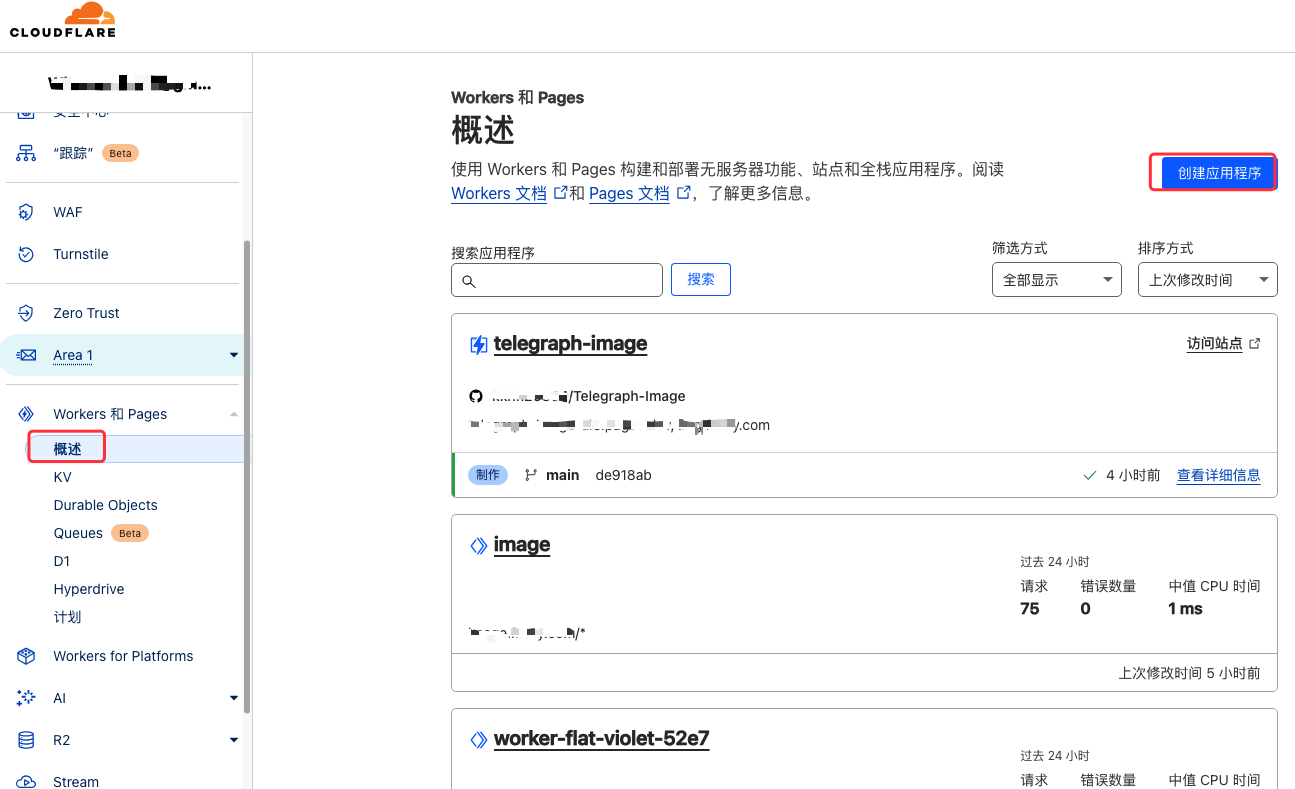 CLOUDFLARE
“跟踪” Beta
WAF
Turnstile
Zero Trust
Area 1
Workers 和 Pages
概述
KV
Durable Objects
Queues Beta
D1
Hyperdrive
计划
Workers for Platforms
AI
R2
Stream
Workers 和 Pages
概述
使用 Workers 和 Pages 构建和部署无服务器功能、站点和全栈应用程序。阅读
Workers 文档 和 Pages 文档 ，了解更多信息。
创建应用程序
搜索应用程序
搜索
筛选方式
全部显示
排序方式
上次修改时间
telegraph-image
访问站点
/Telegraph-Image
.com
制作 main de918ab
4 小时前 查看详细信息
image
过去 24 小时
请求 错误数量 中值 CPU 时间
75 0 1 ms
/*
上次修改时间 5 小时前
worker-flat-violet-52e7
过去 24 小时
请求 错误数量 中值 CPU 时间